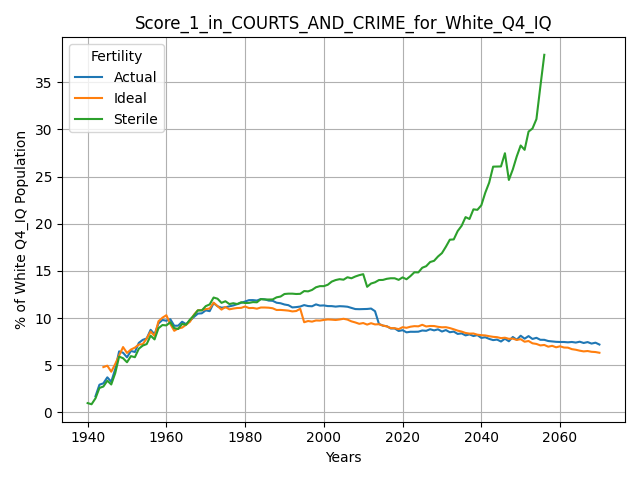 Score_1_in_COURTS_AND_CRIME_for_White_Q4_IQ
Fertility
Actual
Ideal
Sterile
% of White Q4_IQ Population
35
30
25
20
15
10
5
0
1940
1960
1980
2000
2020
2040
2060
Years